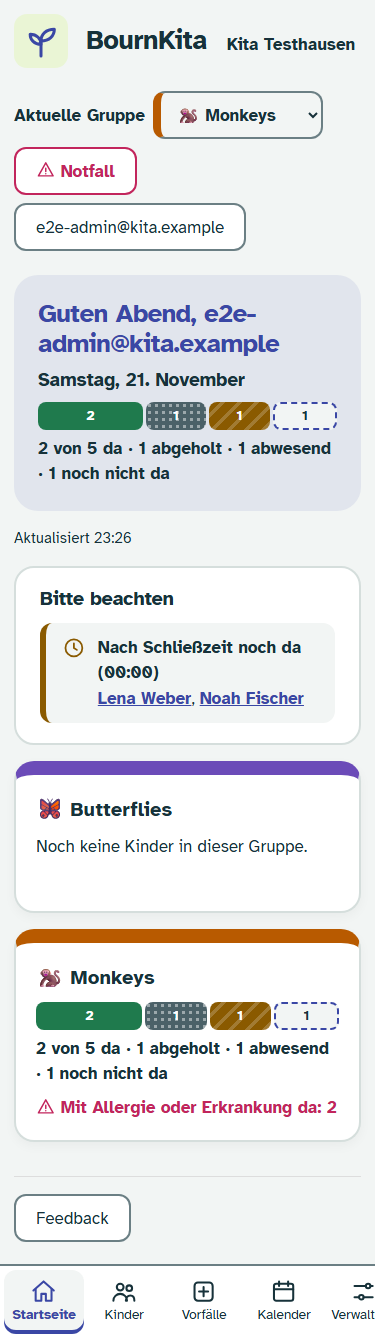 BournKita Kita Testhausen
Aktuelle Gruppe Monkeys
Notfall
e2e-admin@kita.example
Guten Abend, e2e-
admin@kita.example
Samstag, 21. November
2 1 1 1
2 von 5 da · 1 abgeholt · 1 abwesend
· 1 noch nicht da
Aktualisiert 23:26
Bitte beachten
Nach Schließzeit noch da
(00:00)
Lena Weber, Noah Fischer
Butterflies
Noch keine Kinder in dieser Gruppe.
Monkeys
2 1 1 1
2 von 5 da · 1 abgeholt · 1 abwesend
· 1 noch nicht da
Mit Allergie oder Erkrankung da: 2
Feedback
Startseite Kinder Vorfälle Kalender Verwalt